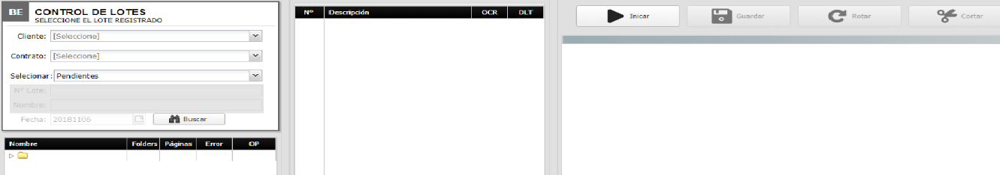 BE CONTROL DE LOTES
SELECCIONE EL LOTE REGISTRADO
Cliente: [Seleccione]
Contrato: [Seleccione]
Selecionar: Pendientes
Nº Lote:
Nombre:
Fecha: 20181106 Buscar
Nombre Folders Páginas Error OP
Nº Descripción OCR DLT
Inicar Guardar Rotar Cortar